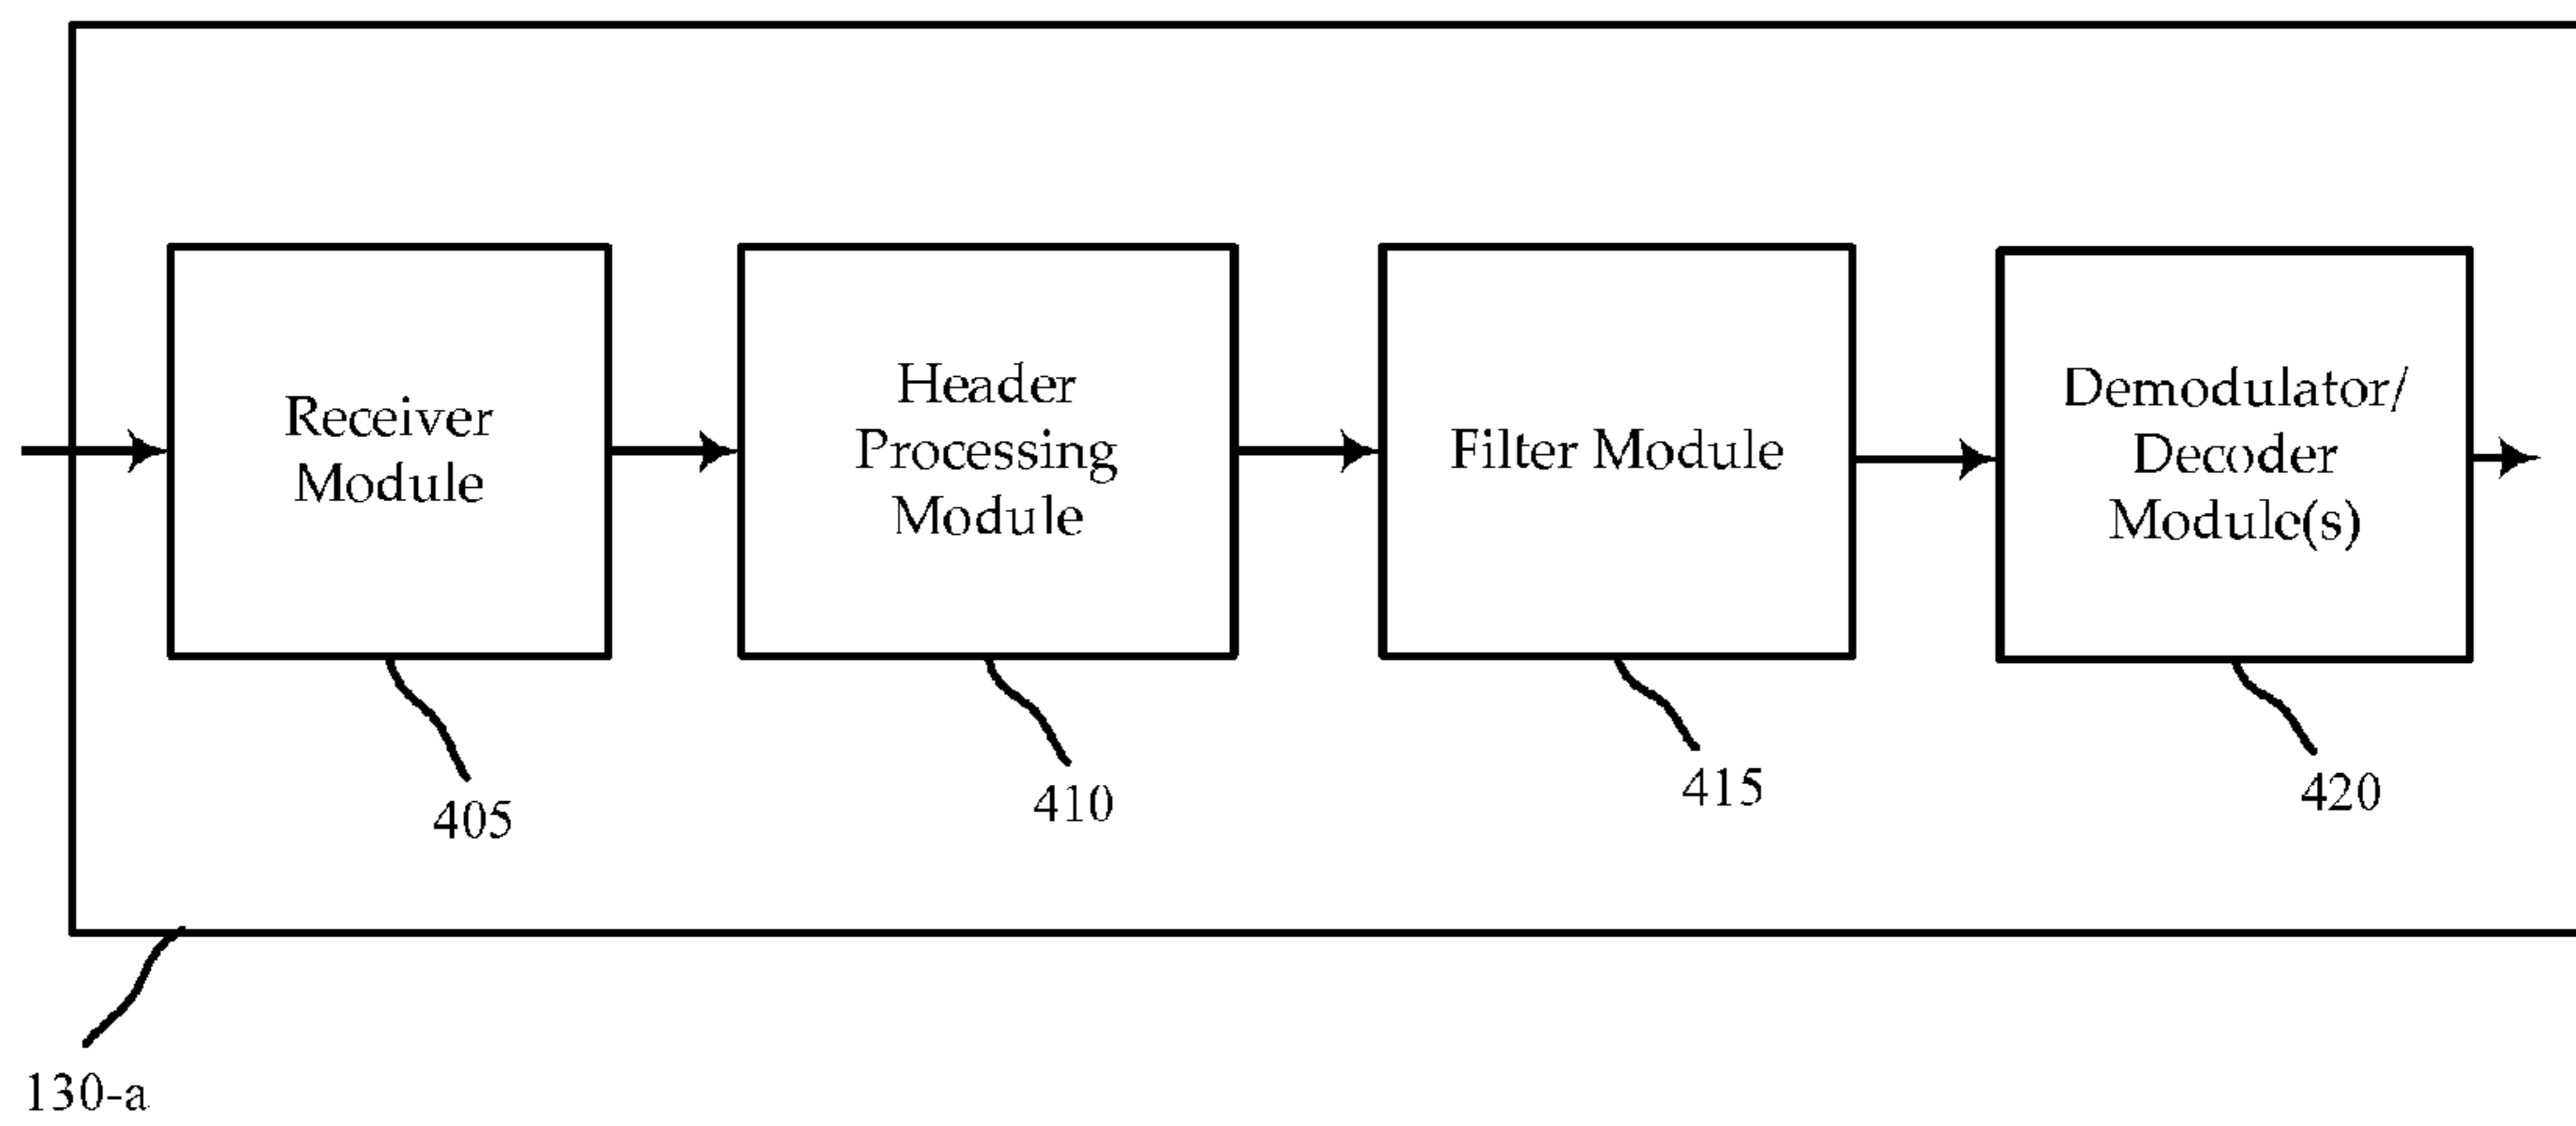 Receiver
Module
Header
Processing
Module
Filter Module
Demodulator/
Decoder
Module(s)
405
410
415
420
130-a